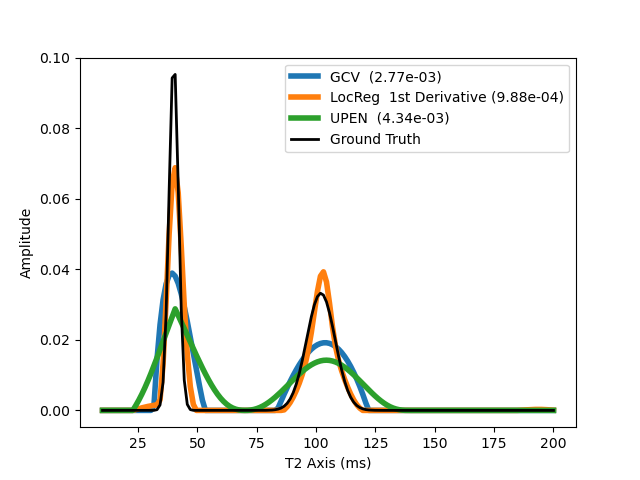 0.10
0.08
0.06
0.04
0.02
0.00
Amplitude
GCV  (2.77e-03)
LocReg  1st Derivative (9.88e-04)
UPEN  (4.34e-03)
Ground Truth
25 50 75 100 125 150 175 200
T2 Axis (ms)